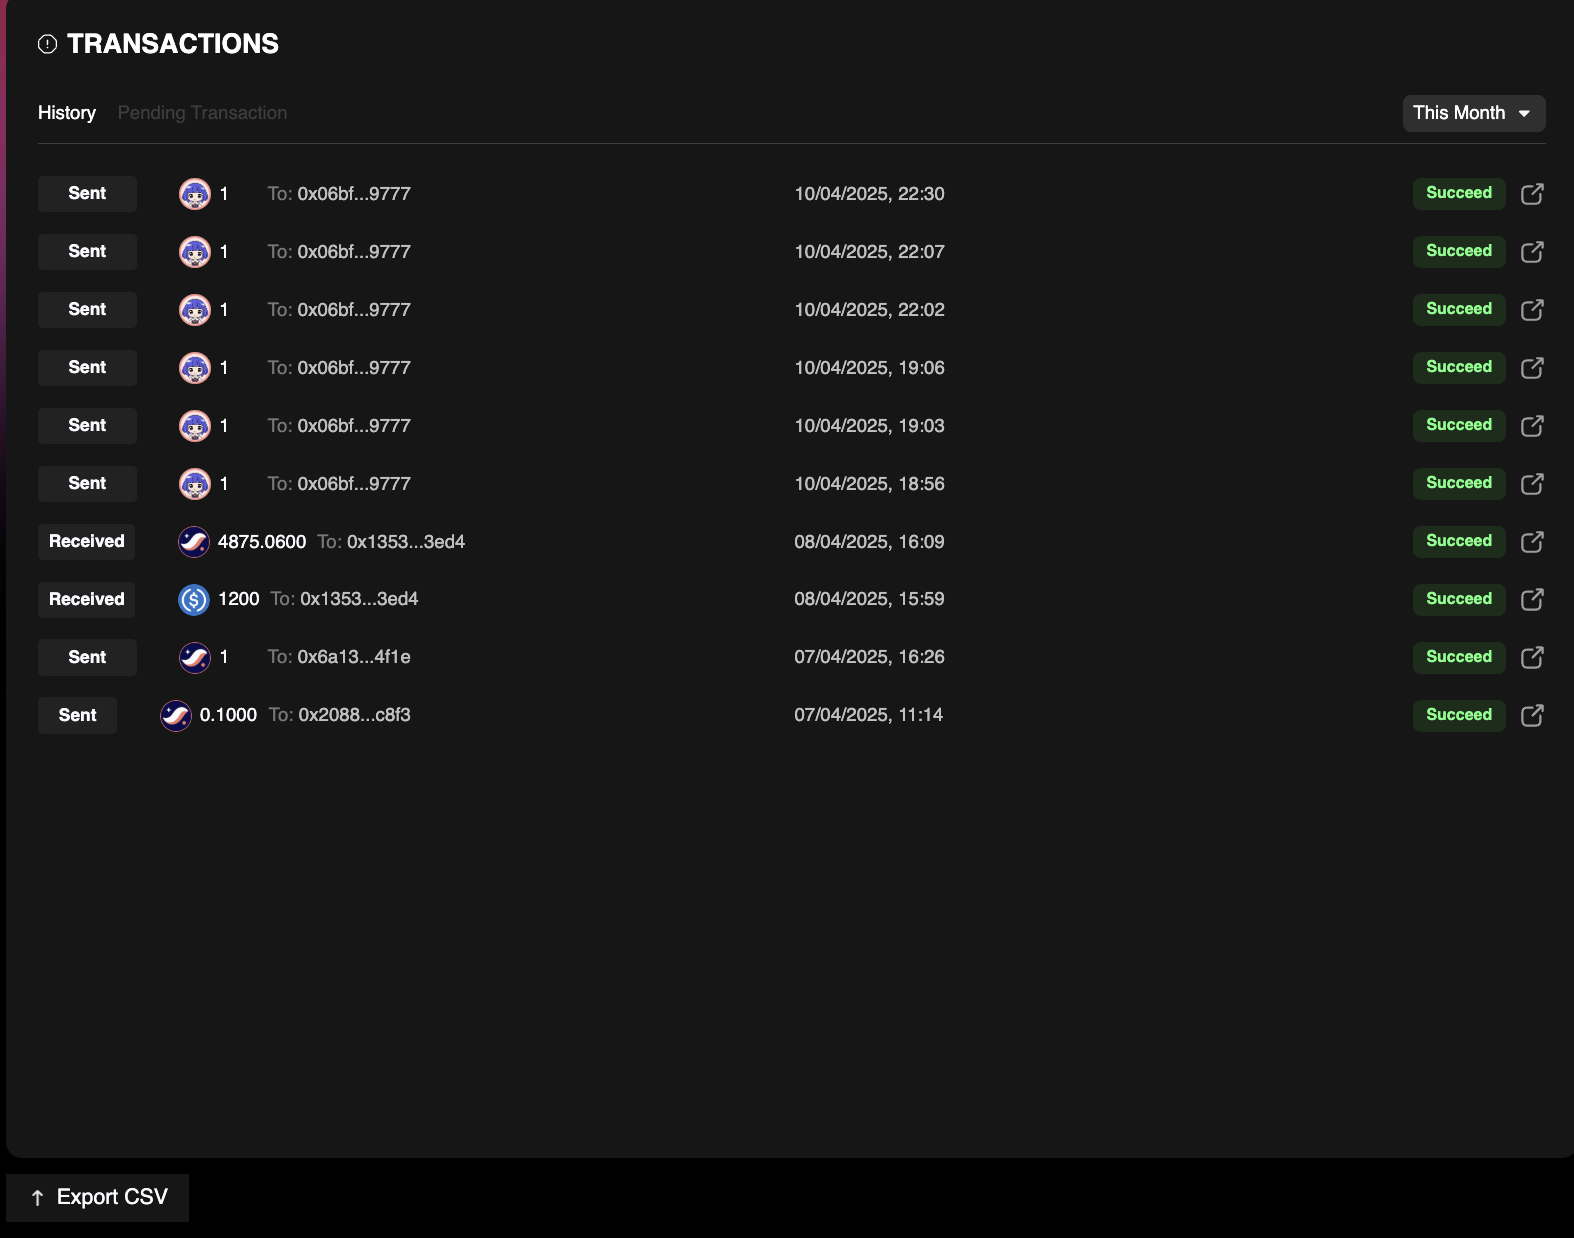 TRANSACTIONS
History Pending Transaction This Month
Sent 1 To: 0x06bf...9777 10/04/2025, 22:30 Succeed
Sent 1 To: 0x06bf...9777 10/04/2025, 22:07 Succeed
Sent 1 To: 0x06bf...9777 10/04/2025, 22:02 Succeed
Sent 1 To: 0x06bf...9777 10/04/2025, 19:06 Succeed
Sent 1 To: 0x06bf...9777 10/04/2025, 19:03 Succeed
Sent 1 To: 0x06bf...9777 10/04/2025, 18:56 Succeed
Received 4875.0600 To: 0x1353...3ed4 08/04/2025, 16:09 Succeed
Received 1200 To: 0x1353...3ed4 08/04/2025, 15:59 Succeed
Sent 1 To: 0x6a13...4f1e 07/04/2025, 16:26 Succeed
Sent 0.1000 To: 0x2088...c8f3 07/04/2025, 11:14 Succeed
↑ Export CSV